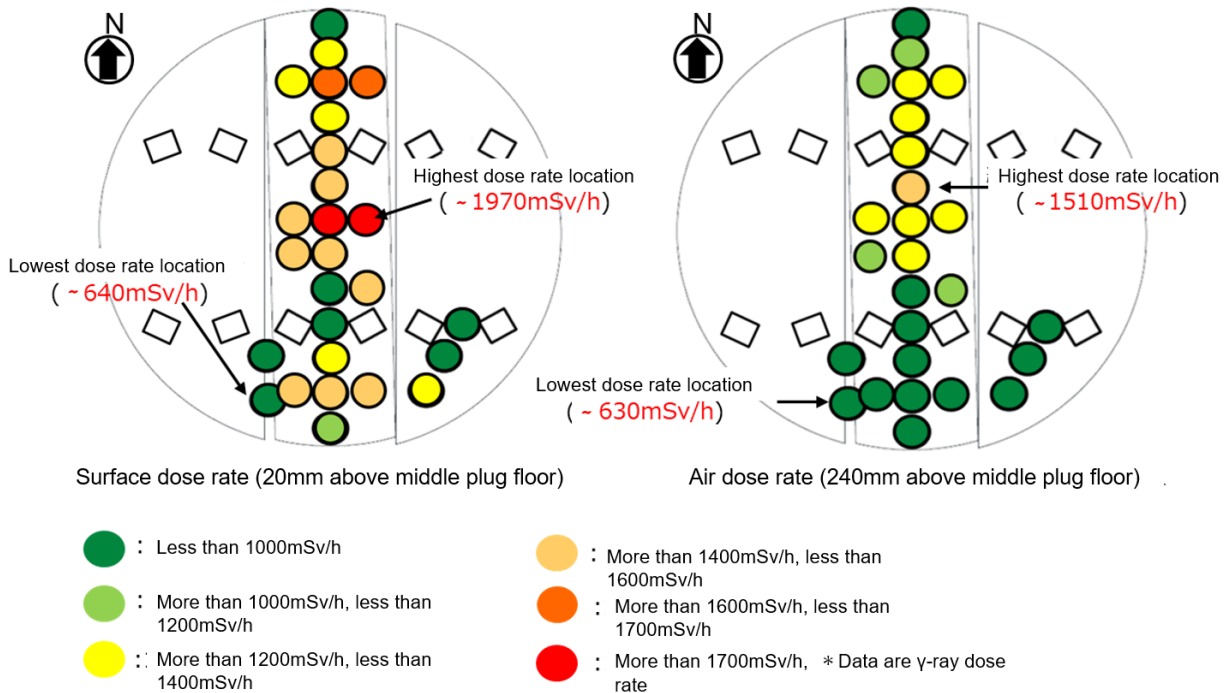 N
N
Highest dose rate location
( ~1970mSv/h)
Highest dose rate location
( ~1510mSv/h)
Lowest dose rate location
( ~640mSv/h)
Lowest dose rate location
( ~630mSv/h)
Surface dose rate (20mm above middle plug floor)
Air dose rate (240mm above middle plug floor)
: Less than 1000mSv/h
: More than 1000mSv/h, less than
1200mSv/h
: More than 1200mSv/h, less than
1400mSv/h
: More than 1400mSv/h, less than
1600mSv/h
: More than 1600mSv/h, less than
1700mSv/h
: More than 1700mSv/h, *Data are γ-ray dose
rate